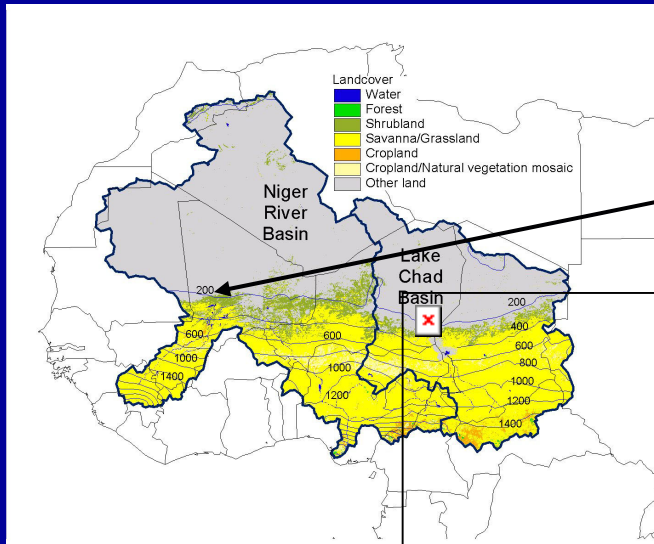 Landcover
Water
Forest
Shrubland
Savanna/Grassland
Cropland
Cropland/Natural vegetation mosaic
Other land
Niger
River
Basin
Lake
Chad
Basin
200
600
1000
1400
600
1000
1200
200
400
600
800
1000
1200
1400